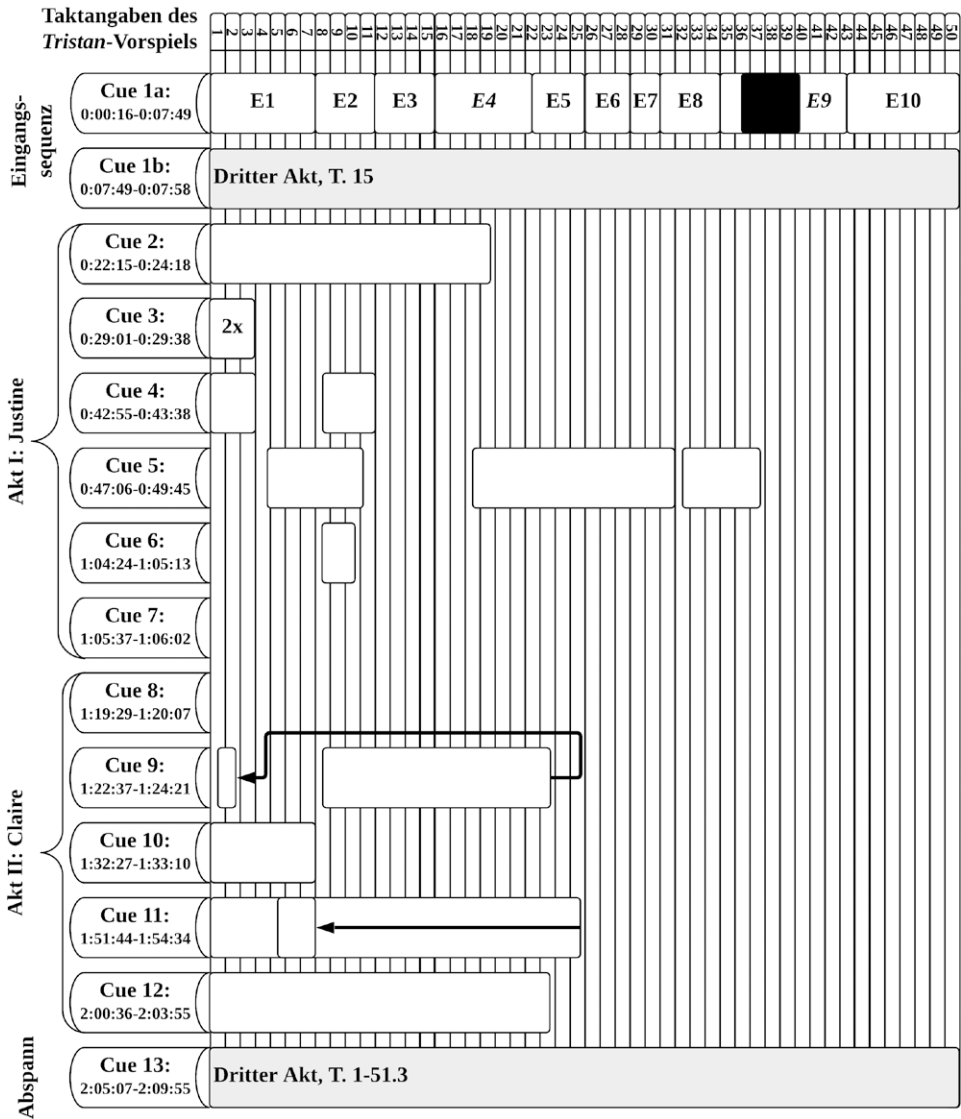 Taktangaben des
Tristan-Vorspiels
1 2 3 4 5 6 7 8 9 10 11 12 13 14 15 16 17 18 19 20 21 22 23 24 25 26 27 28 29 30 31 32 33 34 35 36 37 38 39 40 41 42 43 44 45 46 47 48 49 50
Eingangs-
sequenz
Cue 1a:
0:00:16-0:07:49
E1 E2 E3 E4 E5 E6 E7 E8 E9 E10
Cue 1b:
0:07:49-0:07:58
Dritter Akt, T. 15
Akt I: Justine
Cue 2:
0:22:15-0:24:18
Cue 3:
0:29:01-0:29:38
2x
Cue 4:
0:42:55-0:43:38
Cue 5:
0:47:06-0:49:45
Cue 6:
1:04:24-1:05:13
Cue 7:
1:05:37-1:06:02
Akt II: Claire
Cue 8:
1:19:29-1:20:07
Cue 9:
1:22:37-1:24:21
Cue 10:
1:32:27-1:33:10
Cue 11:
1:51:44-1:54:34
Cue 12:
2:00:36-2:03:55
Abspann
Cue 13:
2:05:07-2:09:55
Dritter Akt, T. 1-51.3